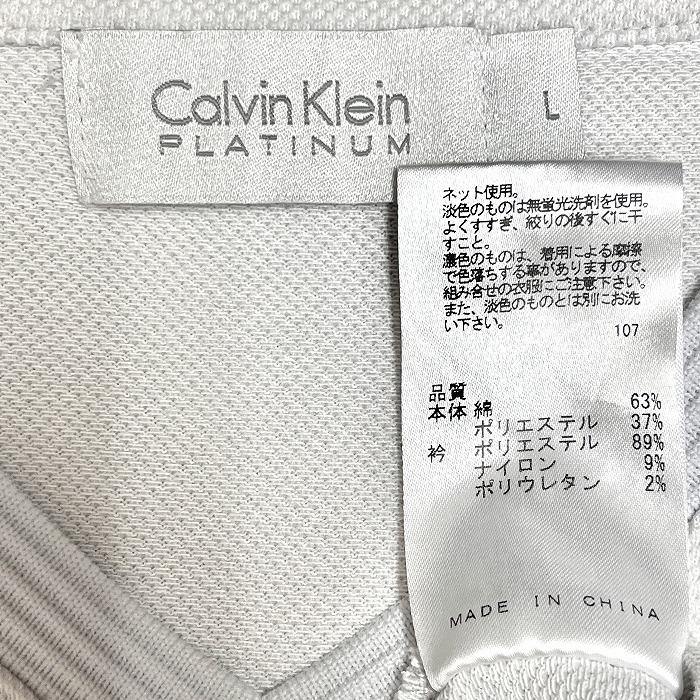 Calvin Klein
PLATINUM
L
ネット使用。
淡色のものは無蛍光洗剤を使用。
よくすすぎ、絞りの後すぐに干
すこと。
濃色のものは、着用による摩擦
で色落ちする事がありますので、
組み合せの衣服にご注意下さい。
また、淡色のものとは別にお洗
い下さい。
107
品質
本体 綿 63%
ポリエステル 37%
衿 ポリエステル 89%
ナイロン 9%
ポリウレタン 2%
MADE IN CHINA